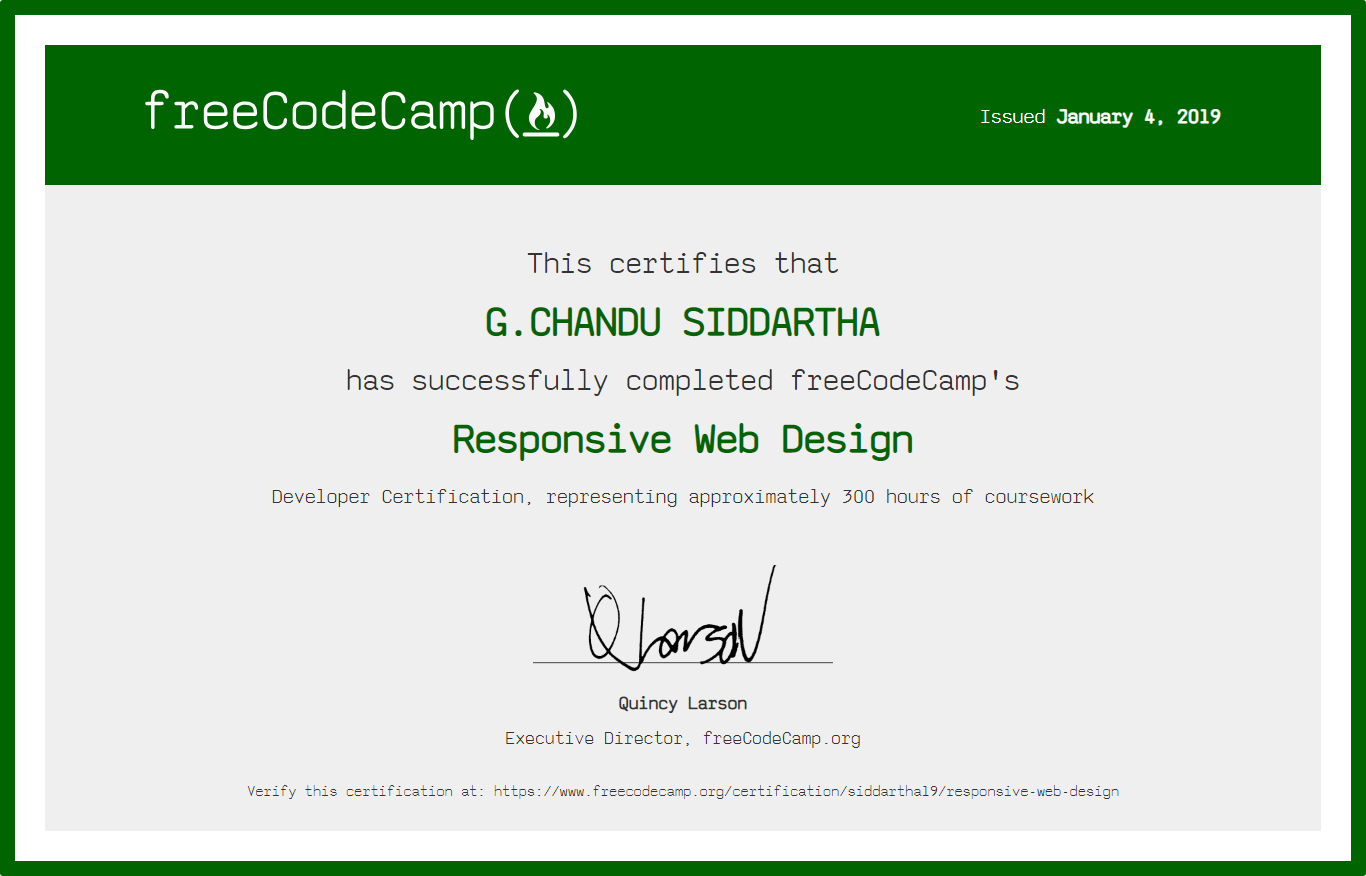 freeCodeCamp(🔥)
Issued January 4, 2019
This certifies that
G.CHANDU SIDDARTHA
has successfully completed freeCodeCamp's
Responsive Web Design
Developer Certification, representing approximately 300 hours of coursework
Q Larson
Quincy Larson
Executive Director, freeCodeCamp.org
Verify this certification at: https://www.freecodecamp.org/certification/siddartha19/responsive-web-design